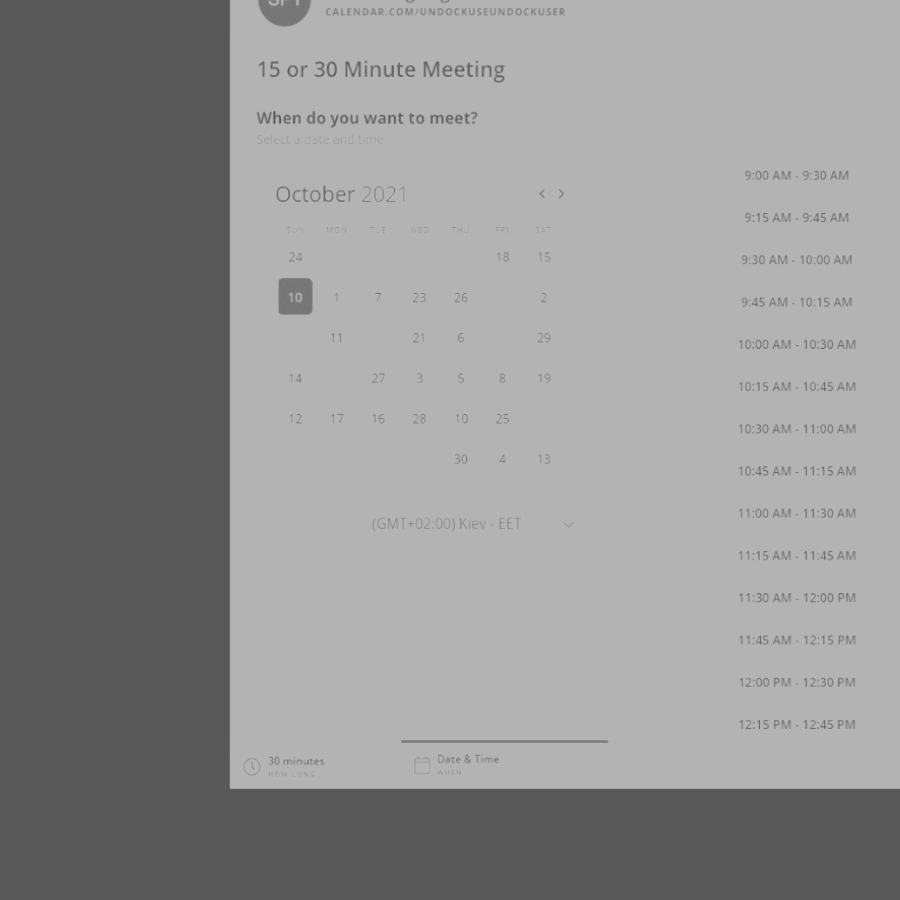 CALENDAR.COM/UNDOCKUSEUNDOCKUSER
15 or 30 Minute Meeting
When do you want to meet?
Select a date and time
October 2021
SUN MON TUE WED THU FRI SAT
24 18 15
10 1 7 23 26 2
11 21 6 29
14 27 3 5 8 19
12 17 16 28 10 25
30 4 13
(GMT+02:00) Kiev - EET
9:00 AM - 9:30 AM
9:15 AM - 9:45 AM
9:30 AM - 10:00 AM
9:45 AM - 10:15 AM
10:00 AM - 10:30 AM
10:15 AM - 10:45 AM
10:30 AM - 11:00 AM
10:45 AM - 11:15 AM
11:00 AM - 11:30 AM
11:15 AM - 11:45 AM
11:30 AM - 12:00 PM
11:45 AM - 12:15 PM
12:00 PM - 12:30 PM
12:15 PM - 12:45 PM
30 minutes
HOW LONG
Date & Time
WHEN